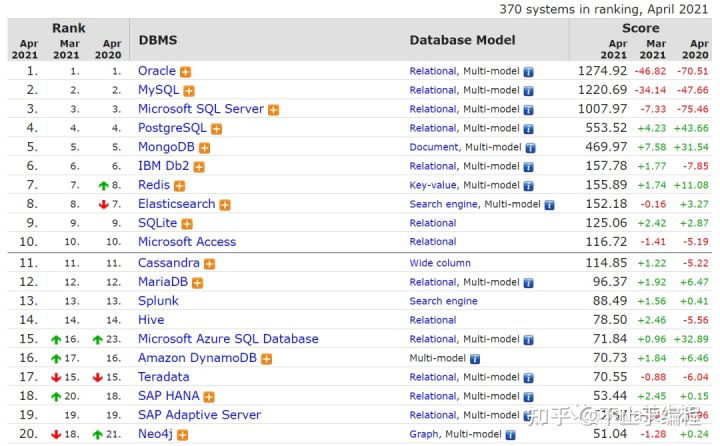 370 systems in ranking, April 2021
Rank DBMS Database Model Score
Apr 2021 Mar 2021 Apr 2020 Apr 2021 Mar 2021 Apr 2020
1. 1. 1. Oracle Relational, Multi-model 1274.92 -46.82 -70.51
2. 2. 2. MySQL Relational, Multi-model 1220.69 -34.14 -47.66
3. 3. 3. Microsoft SQL Server Relational, Multi-model 1007.97 -7.33 -75.46
4. 4. 4. PostgreSQL Relational, Multi-model 553.52 +4.23 +43.66
5. 5. 5. MongoDB Document, Multi-model 469.97 +7.58 +31.54
6. 6. 6. IBM Db2 Relational, Multi-model 157.78 +1.77 -7.85
7. 7. 8. Redis Key-value, Multi-model 155.89 +1.74 +11.08
8. 8. 7. Elasticsearch Search engine, Multi-model 152.18 -0.16 +3.27
9. 9. 9. SQLite Relational 125.06 +2.42 +2.87
10. 10. 10. Microsoft Access Relational 116.72 -1.41 -5.19
11. 11. 11. Cassandra Wide column 114.85 +1.22 -5.22
12. 12. 12. MariaDB Relational, Multi-model 96.37 +1.92 +6.47
13. 13. 13. Splunk Search engine 88.49 +1.56 +0.41
14. 14. 14. Hive Relational 78.50 +2.46 -5.56
15. 16. 23. Microsoft Azure SQL Database Relational, Multi-model 71.84 +0.96 +32.89
16. 17. 16. Amazon DynamoDB Multi-model 70.73 +1.84 +6.46
17. 15. 15. Teradata Relational, Multi-model 70.55 -0.88 -6.04
18. 20. 18. SAP HANA Relational, Multi-model 53.44 +2.45 +0.15
19. 19. 19. SAP Adaptive Server Relational, Multi-model
20. 18. 21. Neo4j Graph, Multi-model 51.04 -1.28 +0.24